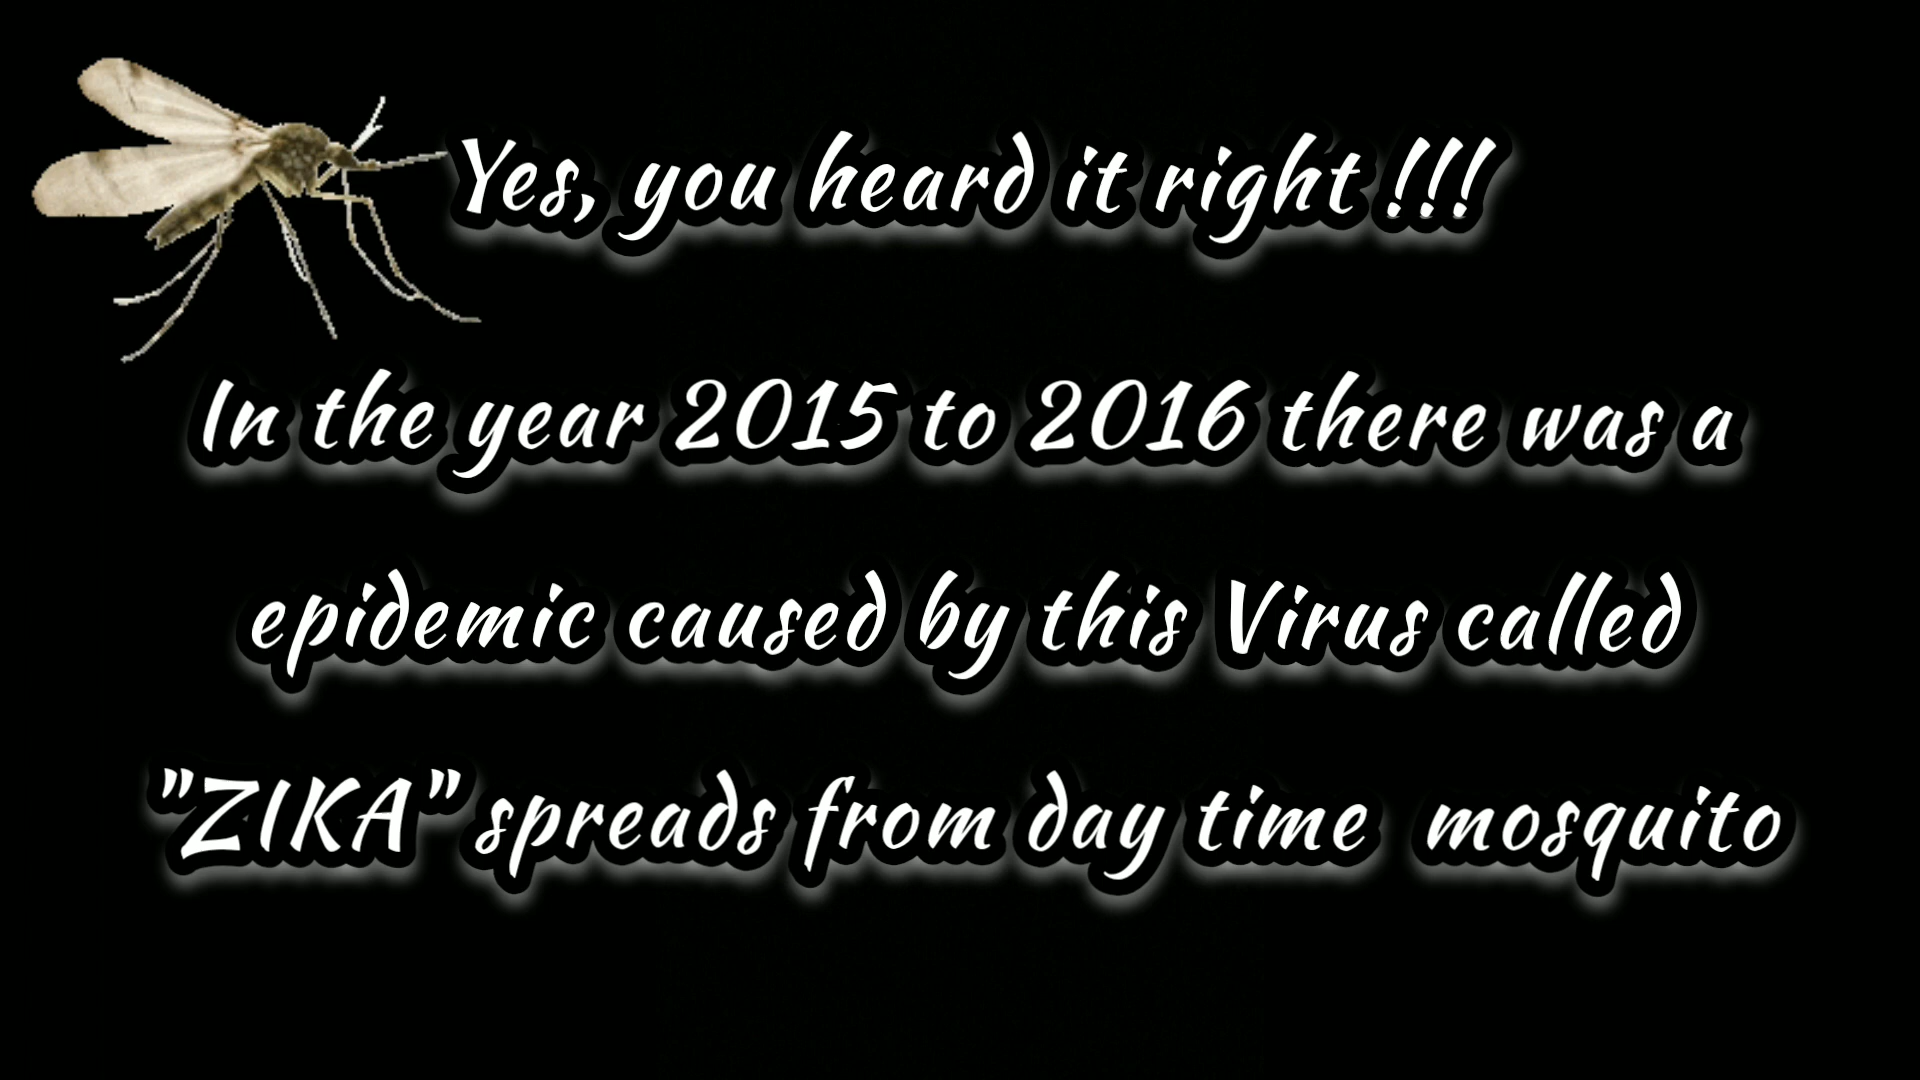 Yes, you heard it right !!!
In the year 2015 to 2016 there was a
epidemic caused by this Virus called
"ZIKA" spreads from day time  mosquito